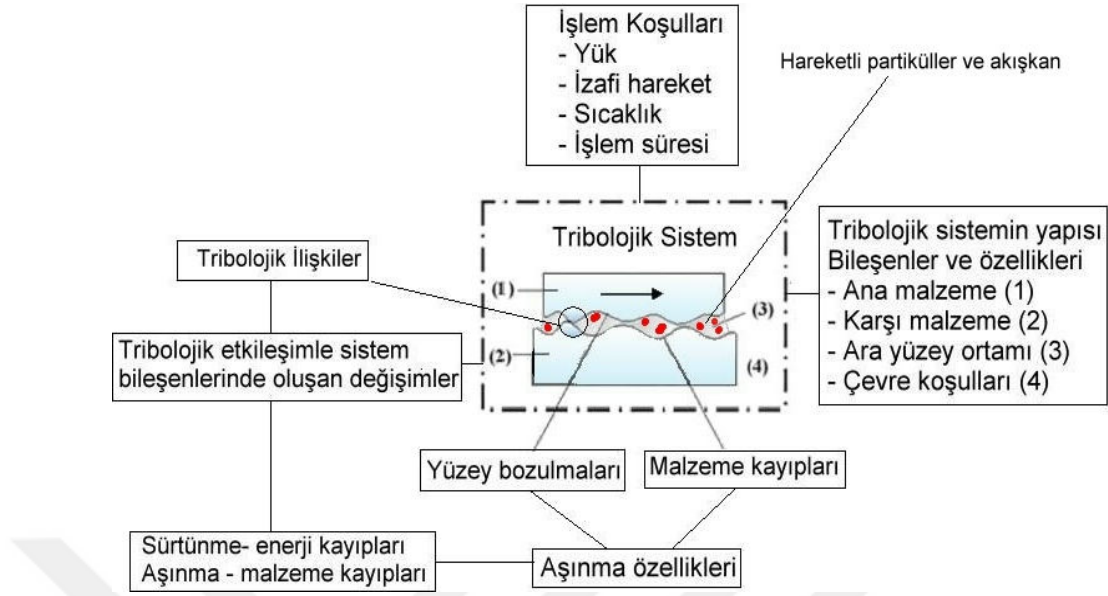 İşlem Koşulları
- Yük
- İzafi hareket
- Sıcaklık
- İşlem süresi
Hareketli partiküller ve akışkan
Tribolojik Sistem
Tribolojik sistemin yapısı
Bileşenler ve özellikleri
- Ana malzeme (1)
- Karşı malzeme (2)
- Ara yüzey ortamı (3)
- Çevre koşulları (4)
Tribolojik İlişkiler
(1)
(3)
(2)
(4)
Tribolojik etkileşimle sistem
bileşenlerinde oluşan değişimler
Yüzey bozulmaları
Malzeme kayıpları
Sürtünme- enerji kayıpları
Aşınma - malzeme kayıpları
Aşınma özellikleri